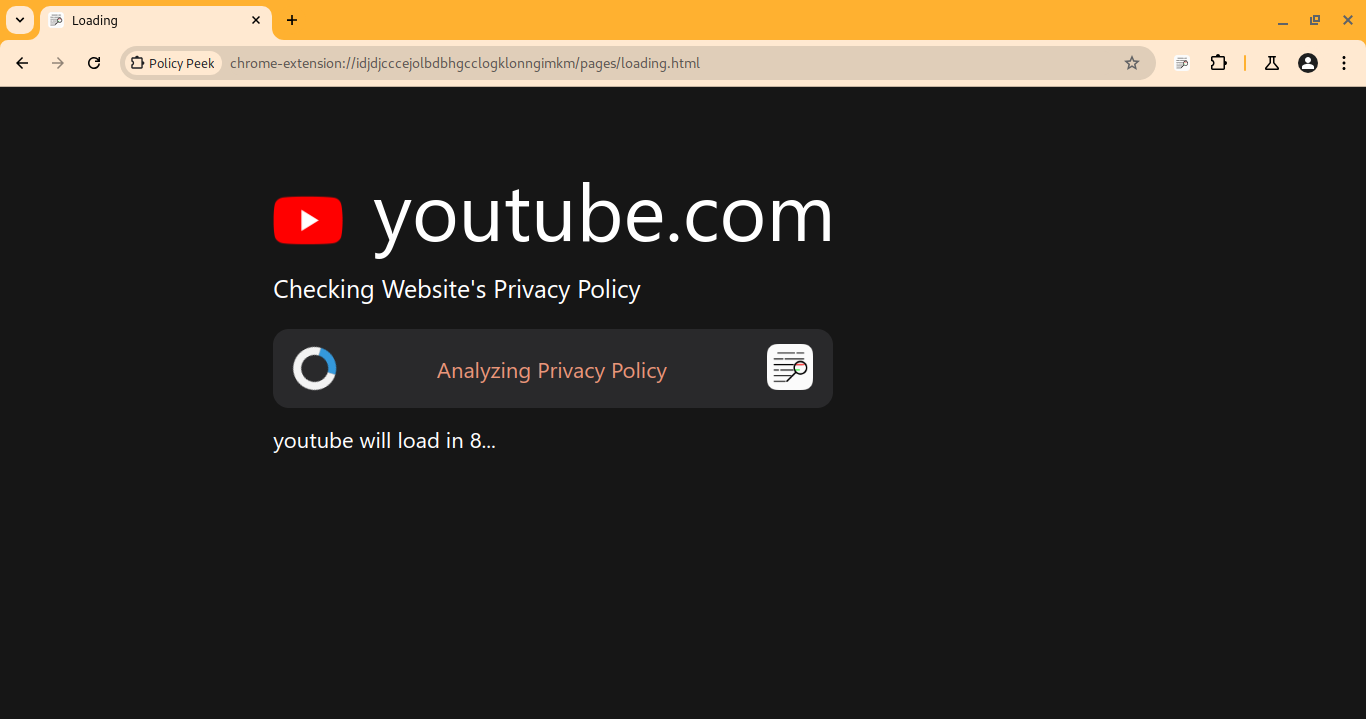 Loading
Policy Peek
chrome-extension://idjdjcccejolbdbhgcclogklonngimkm/pages/loading.html
youtube.com
Checking Website's Privacy Policy
Analyzing Privacy Policy
youtube will load in 8...